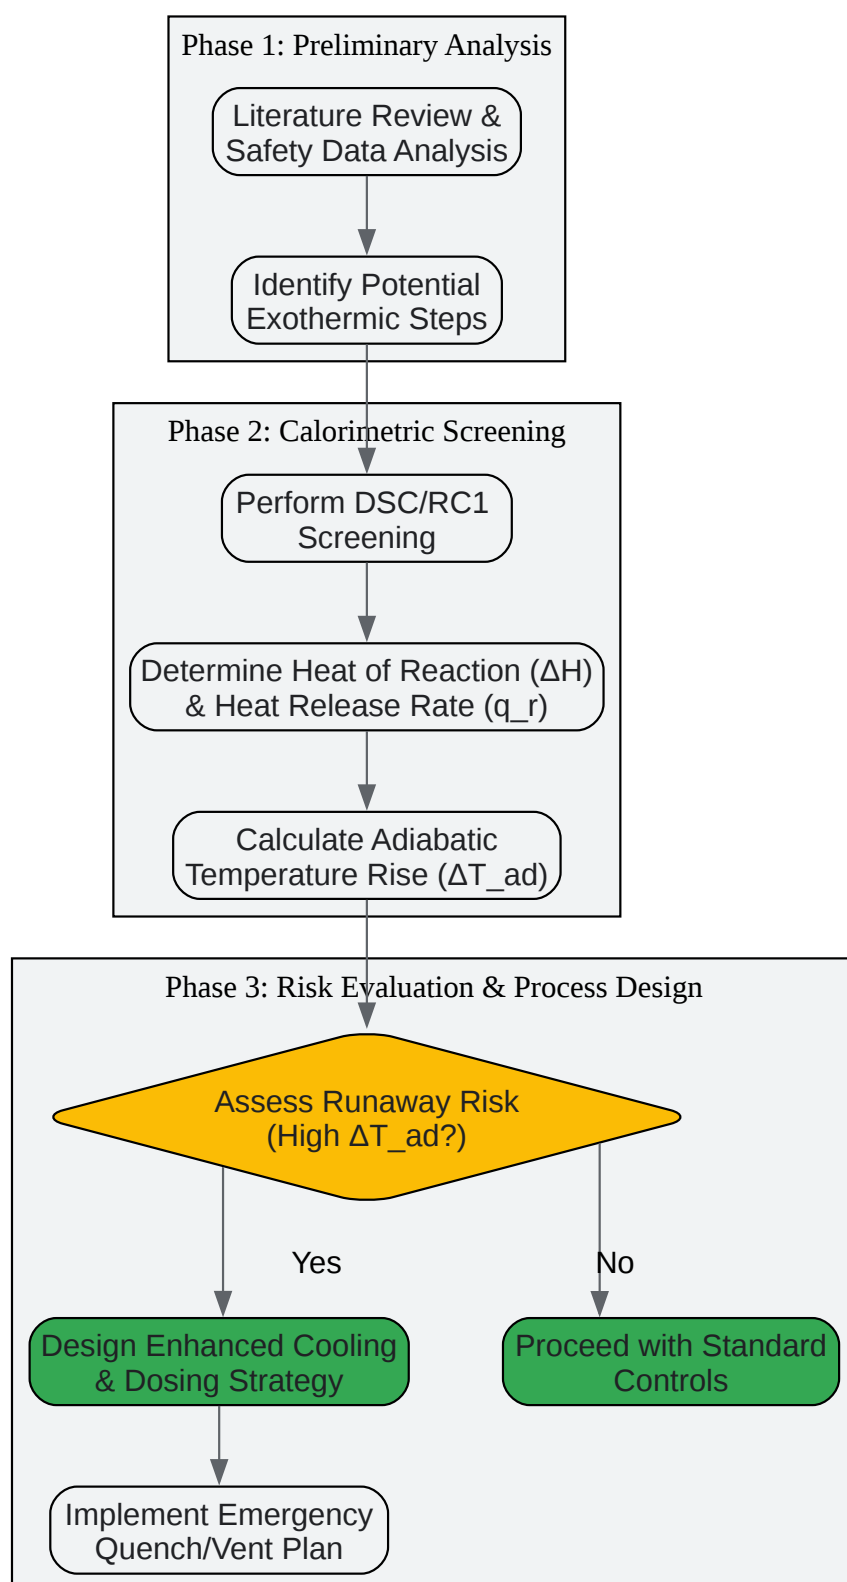 Phase 1: Preliminary Analysis
Literature Review &
Safety Data Analysis
Identify Potential
Exothermic Steps
Phase 2: Calorimetric Screening
Perform DSC/RC1
Screening
Determine Heat of Reaction (ΔH)
& Heat Release Rate (q_r)
Calculate Adiabatic
Temperature Rise (ΔT_ad)
Phase 3: Risk Evaluation & Process Design
Assess Runaway Risk
(High ΔT_ad?)
Yes
No
Design Enhanced Cooling
& Dosing Strategy
Proceed with Standard
Controls
Implement Emergency
Quench/Vent Plan